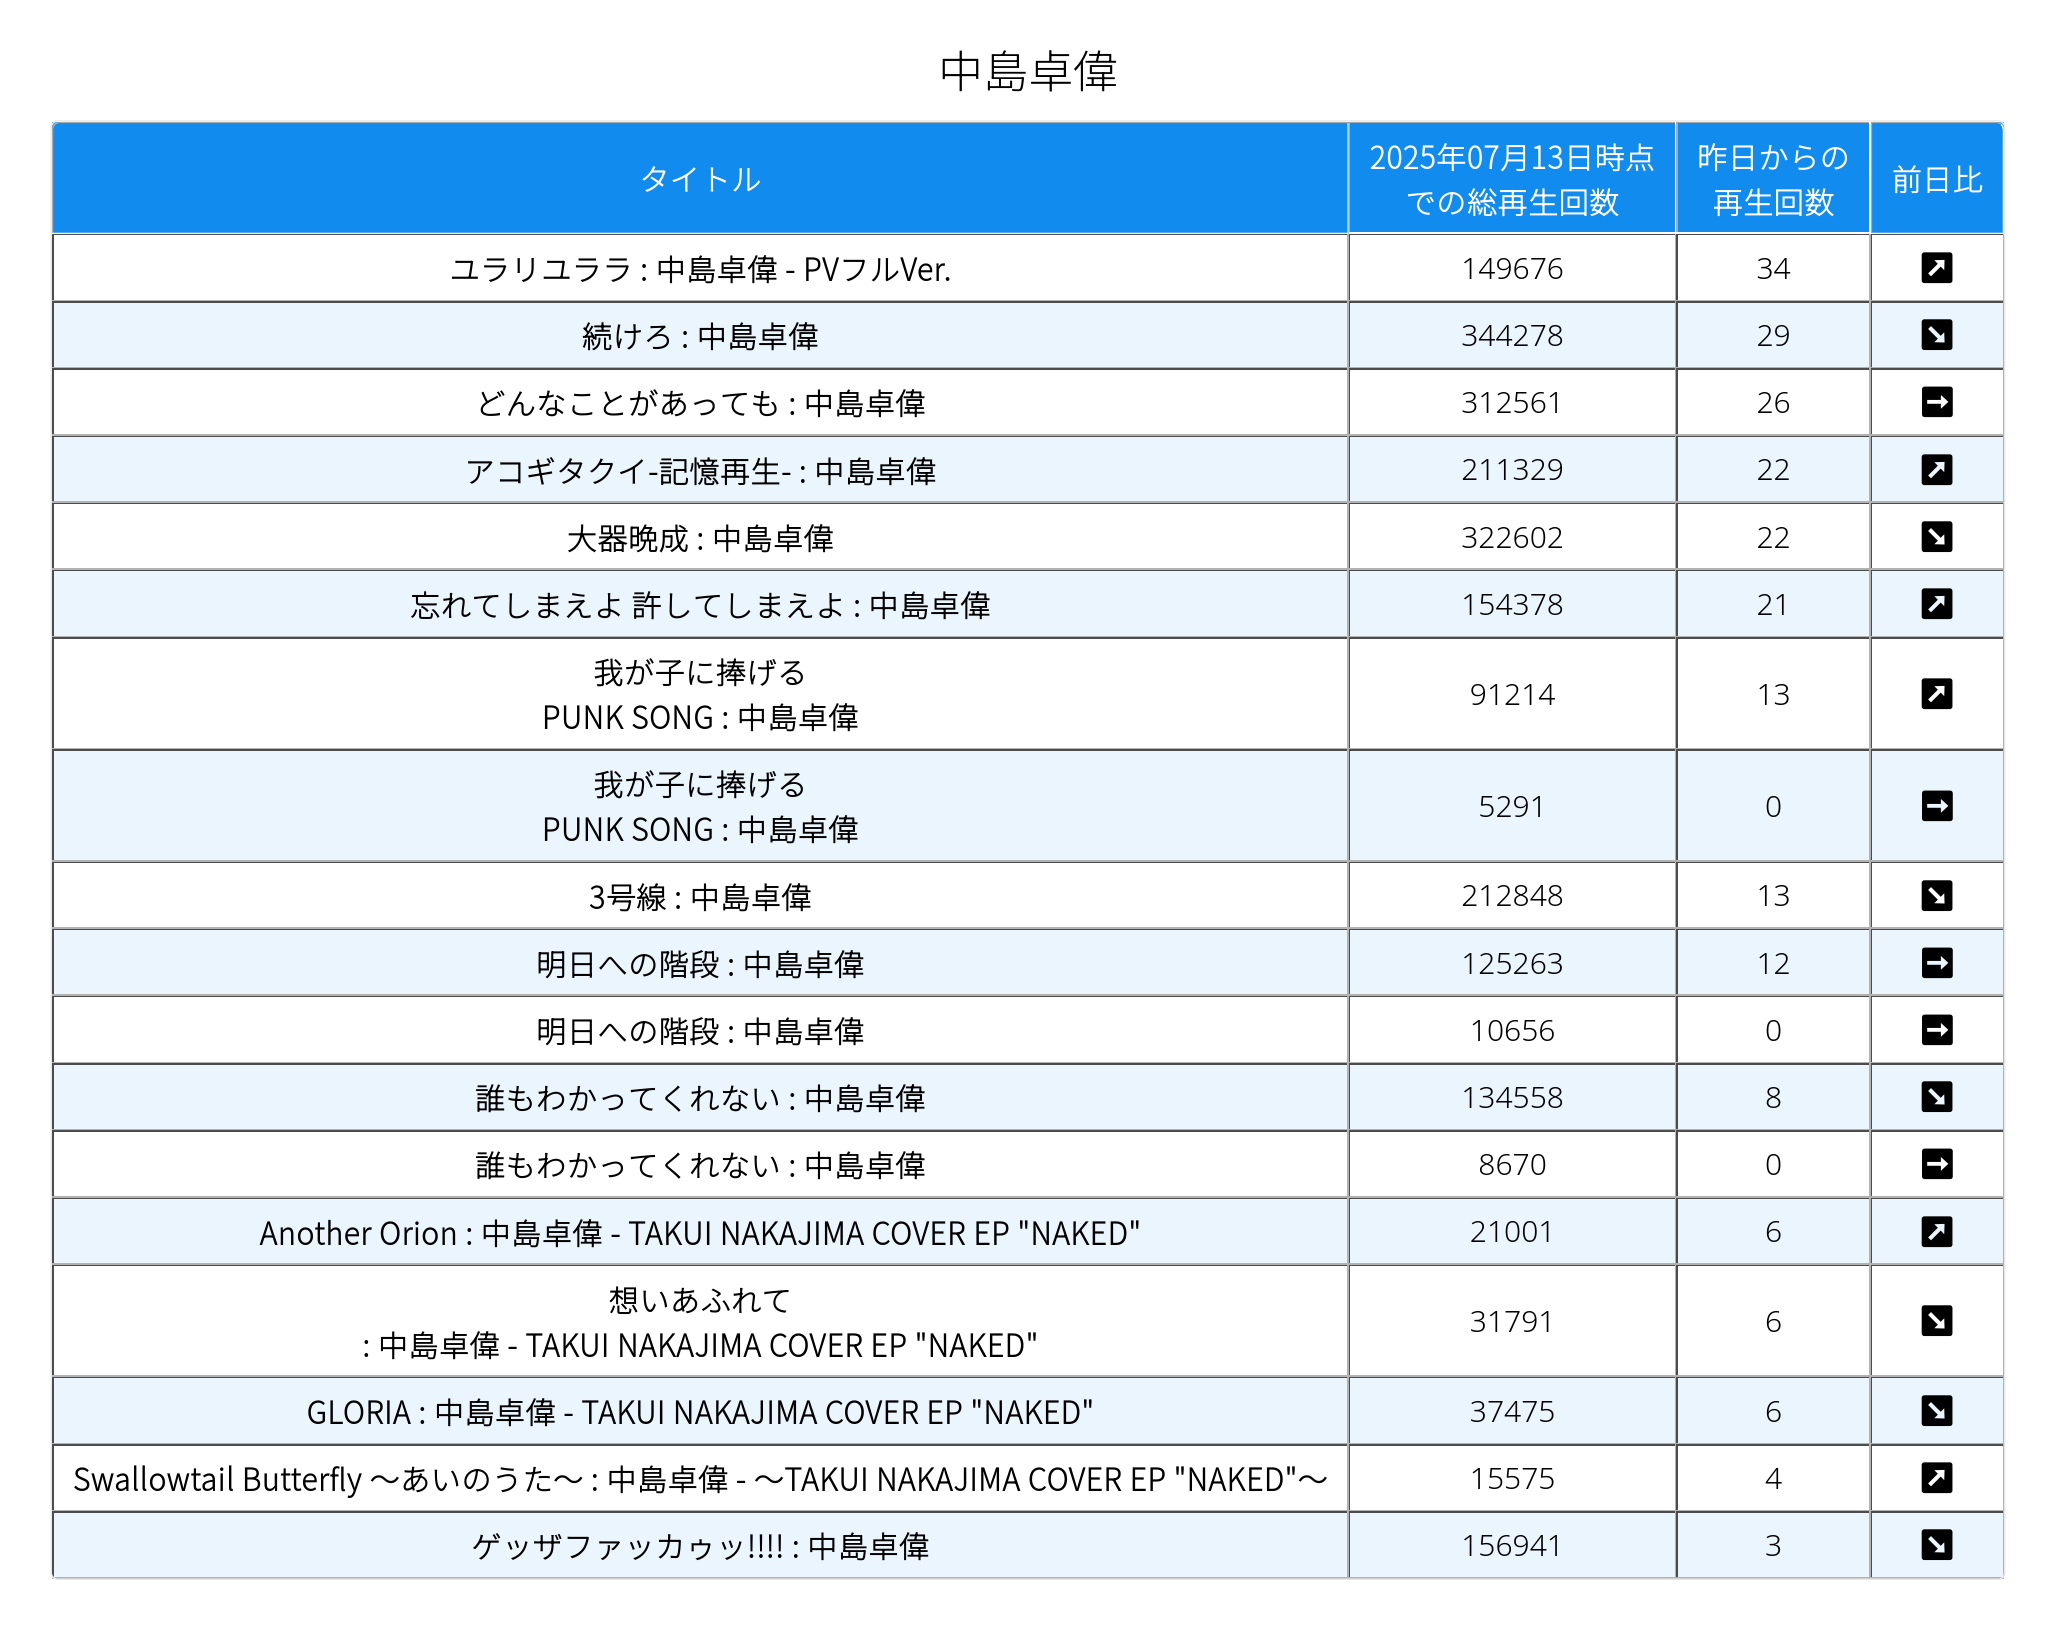 中島卓偉
タイトル
2025年07月13日時点
での総再生回数
昨日からの
再生回数
前日比
ユラリユララ : 中島卓偉 - PVフルVer.
149676
34
続けろ : 中島卓偉
344278
29
どんなことがあっても : 中島卓偉
312561
26
アコギタクイ-記憶再生- : 中島卓偉
211329
22
大器晩成 : 中島卓偉
322602
22
忘れてしまえよ 許してしまえよ : 中島卓偉
154378
21
我が子に捧げる
PUNK SONG : 中島卓偉
91214
13
我が子に捧げる
PUNK SONG : 中島卓偉
5291
0
3号線 : 中島卓偉
212848
13
明日への階段 : 中島卓偉
125263
12
明日への階段 : 中島卓偉
10656
0
誰もわかってくれない : 中島卓偉
134558
8
誰もわかってくれない : 中島卓偉
8670
0
Another Orion : 中島卓偉 - TAKUI NAKAJIMA COVER EP "NAKED"
21001
6
想いあふれて
: 中島卓偉 - TAKUI NAKAJIMA COVER EP "NAKED"
31791
6
GLORIA : 中島卓偉 - TAKUI NAKAJIMA COVER EP "NAKED"
37475
6
Swallowtail Butterfly 〜あいのうた〜 : 中島卓偉 - 〜TAKUI NAKAJIMA COVER EP "NAKED"〜
15575
4
ゲッザファッカゥッ!!!! : 中島卓偉
156941
3